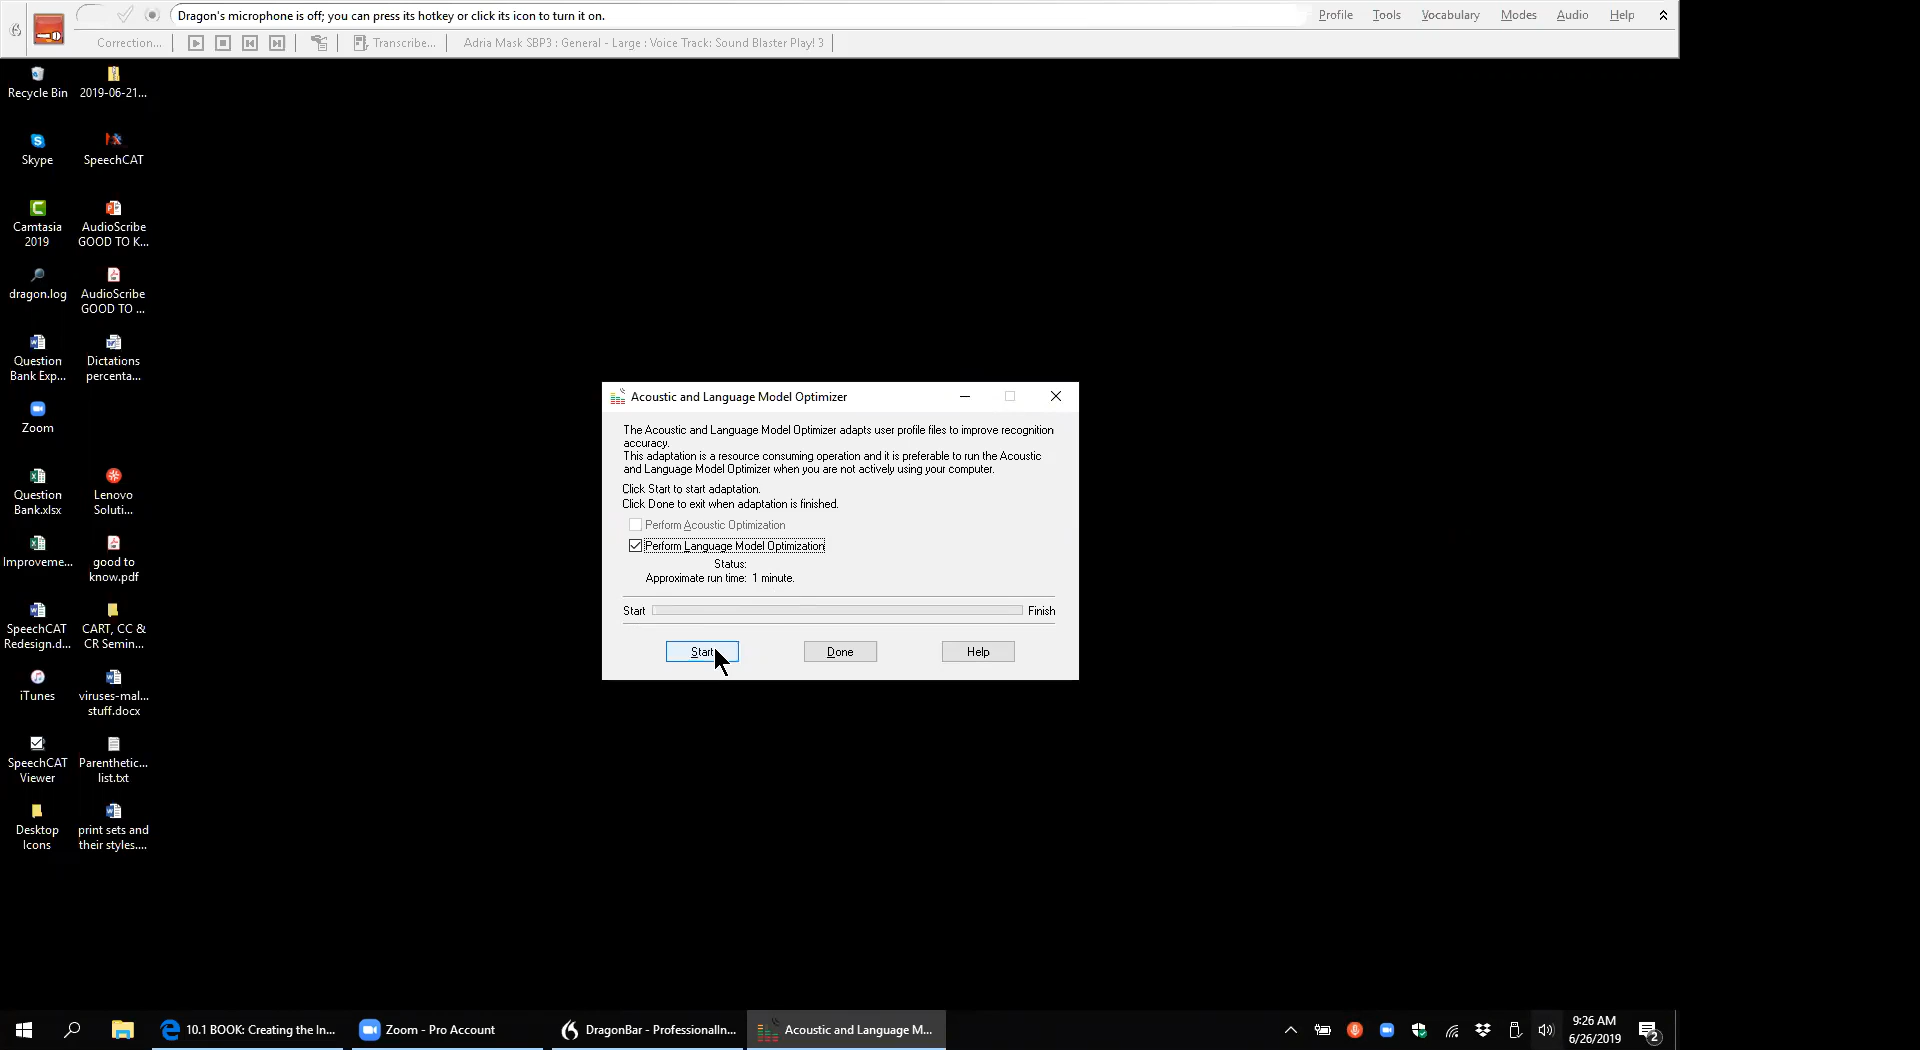 Dragon's microphone is off; you can press its hotkey or click its icon to turn it on.
Profile Tools Vocabulary Modes Audio Help
Correction... Transcribe... Adria Mask SBP3 : General - Large : Voice Track: Sound Blaster Play! 3
Recycle Bin
2019-06-21...
Skype
SpeechCAT
Camtasia
2019
AudioScribe
GOOD TO K...
dragon.log
AudioScribe
GOOD TO ...
Question
Bank Exp...
Dictations
percenta...
Zoom
Question
Bank.xlsx
Lenovo
Soluti...
Improveme...
good to
know.pdf
SpeechCAT
Redesign.d...
CART, CC &
CR Semin...
iTunes
viruses-mal...
stuff.docx
SpeechCAT
Viewer
Parenthetic...
list.txt
Desktop
Icons
print sets and
their styles....
Acoustic and Language Model Optimizer
The Acoustic and Language Model Optimizer adapts user profile files to improve recognition
accuracy.
This adaptation is a resource consuming operation and it is preferable to run the Acoustic
and Language Model Optimizer when you are not actively using your computer.
Click Start to start adaptation.
Click Done to exit when adaptation is finished.
Perform Acoustic Optimization
Perform Language Model Optimization
Status:
Approximate run time: 1 minute.
Start Finish
Start Done Help
10.1 BOOK: Creating the In... Zoom - Pro Account DragonBar - ProfessionalIn... Acoustic and Language M...
9:26 AM
6/26/2019
2